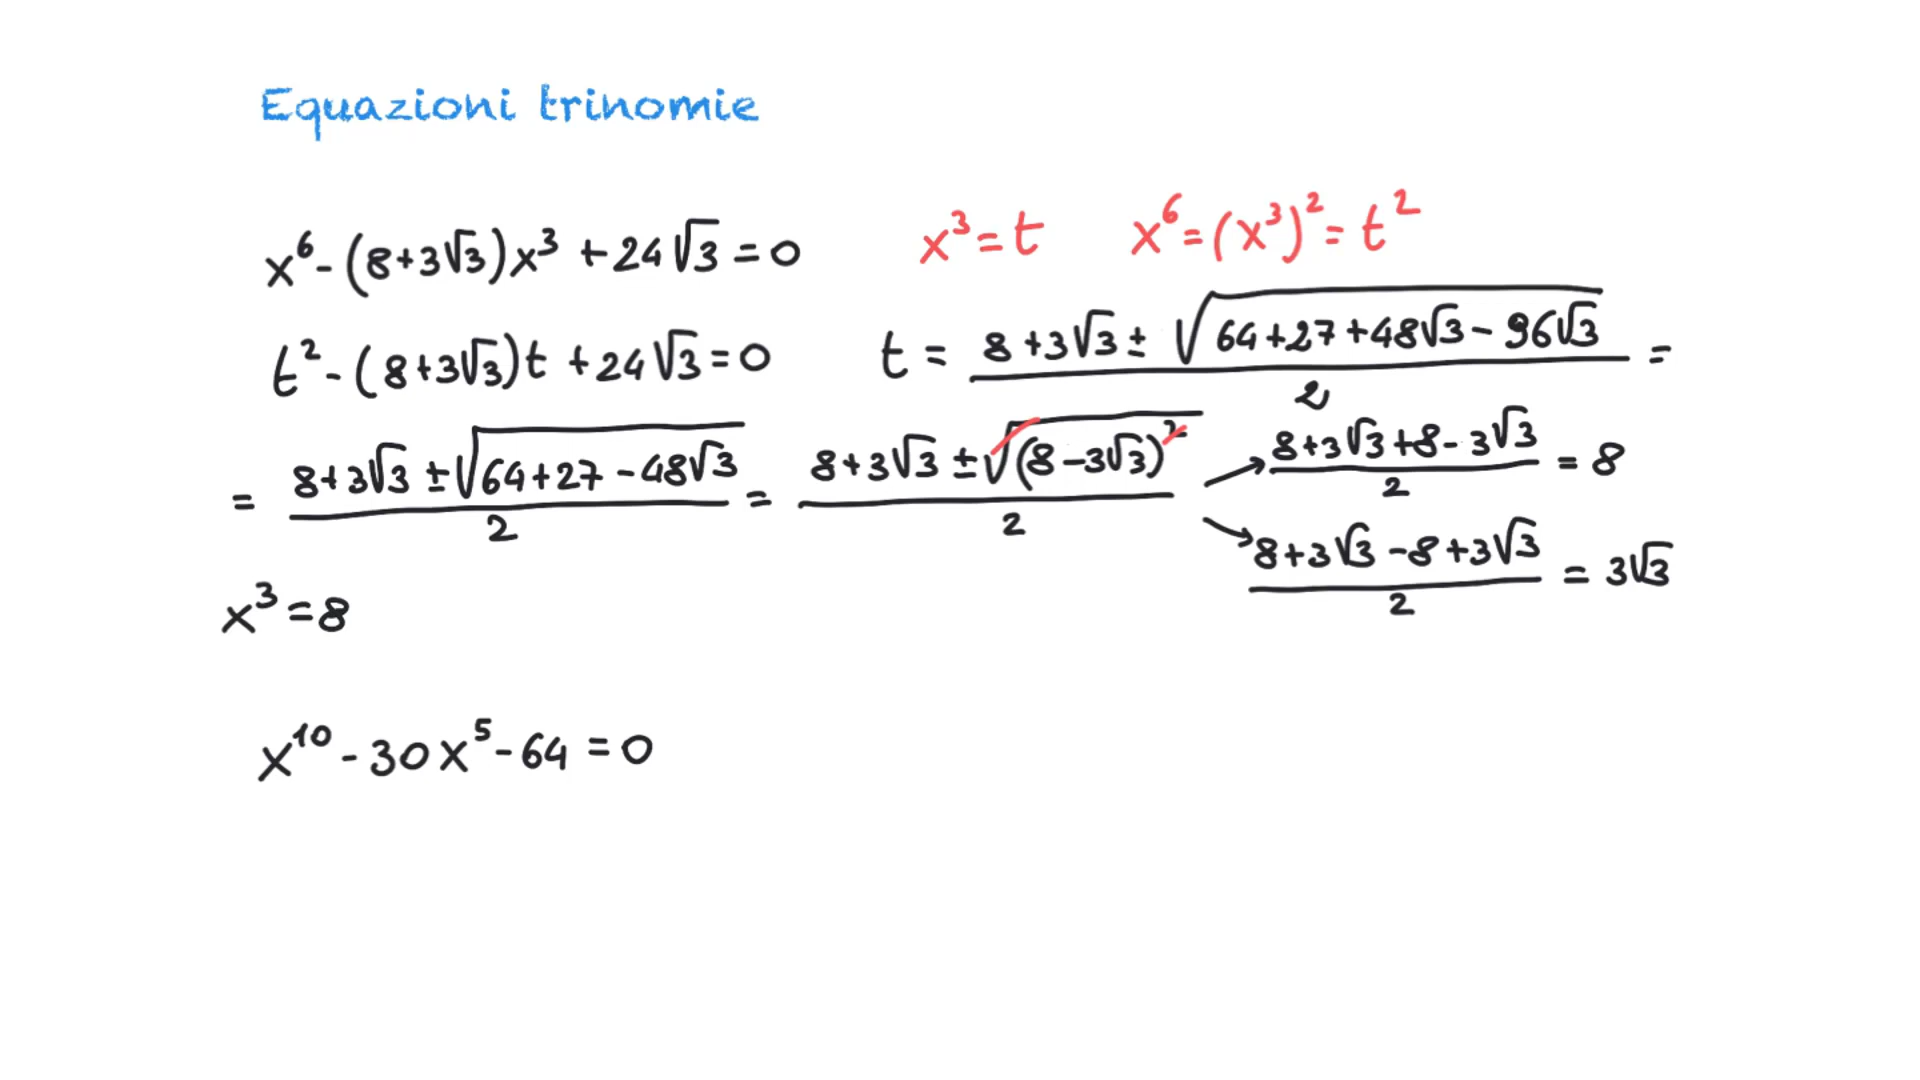 Equazioni trinomie
x⁶ - (8+3√3)x³ + 24√3 = 0
x³ = t x⁶ = (x³)² = t²
t² - (8+3√3)t + 24√3 = 0
t = (8+3√3 ± √(64+27+48√3 - 96√3))/2 =
= (8+3√3 ± √(64+27-48√3))/2 = (8+3√3 ± √((8-3√3)²))/2
→ (8+3√3+8-3√3)/2 = 8
→ (8+3√3-8+3√3)/2 = 3√3
x³ = 8
x¹⁰ - 30x⁵ - 64 = 0